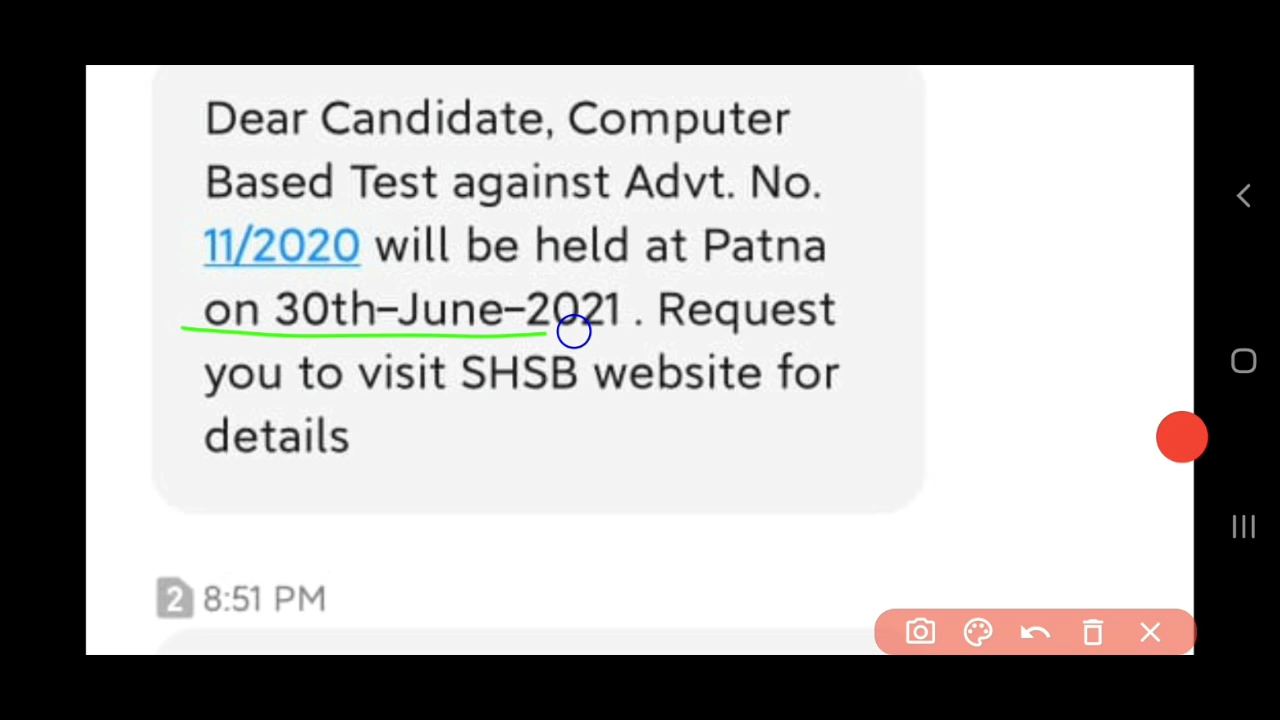 Dear Candidate, Computer
Based Test against Advt. No.
11/2020 will be held at Patna
on 30th-June-2021 . Request
you to visit SHSB website for
details
2 8:51 PM